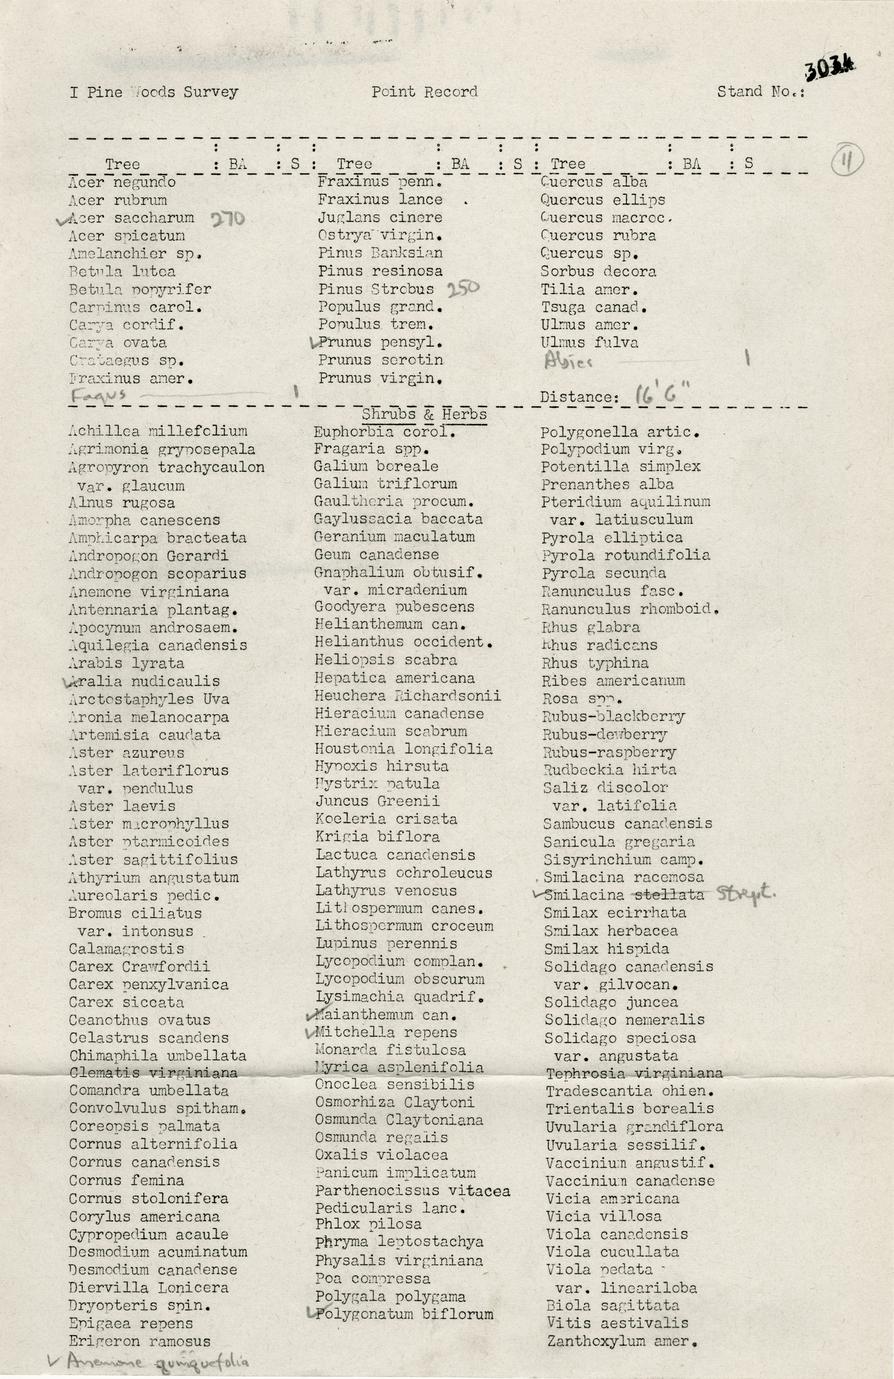 3034
I Pine Woods Survey Point Record Stand No.:
11
Tree : BA : S : Tree : BA : S : Tree : BA : S
Acer negundo Fraxinus penn. Quercus alba
Acer rubrum Fraxinus lance . Quercus ellips
✓Acer saccharum 270 Juglans cinere Quercus macroc.
Acer spicatum Ostrya virgin. Quercus rubra
Amelanchier sp. Pinus Banksian Quercus sp.
Betula lutea Pinus resinosa Sorbus decora
Betula popyrifer Pinus Strobus 250 Tilia amer.
Carpinus carol. Populus grand. Tsuga canad.
Carya cordif. Populus trem. Ulmus amer.
Carya ovata ✓Prunus pensyl. Ulmus fulva
Crataegus sp. Prunus serotin Abies 1
Fraxinus amer. Prunus virgin.
Fagus 1 Distance: 16'6"
Shrubs & Herbs
Achillea millefolium Euphorbia corol. Polygonella artic.
Agrimonia gryposepala Fragaria spp. Polypodium virg.
Agropyron trachycaulon Galium boreale Potentilla simplex
var. glaucum Galium triflorum Prenanthes alba
Alnus rugosa Gaultheria procum. Pteridium aquilinum
Amorpha canescens Gaylussacia baccata var. latiusculum
Amphicarpa bracteata Geranium maculatum Pyrola elliptica
Andropogon Gerardi Geum canadense Pyrola rotundifolia
Andropogon scoparius Gnaphalium obtusif. Pyrola secunda
Anemone virginiana var. micradenium Ranunculus fasc.
Antennaria plantag. Goodyera pubescens Ranunculus rhomboid.
Apocynum androsaem. Helianthemum can. Rhus glabra
Aquilegia canadensis Helianthus occident. Rhus radicans
Arabis lyrata Heliopsis scabra Rhus typhina
✓Aralia nudicaulis Hepatica americana Ribes americanum
Arctostaphyles Uva Heuchera Richardsonii Rosa spp.
Aronia melanocarpa Hieracium canadense Rubus-blackberry
Artemisia caudata Hieracium scabrum Rubus-dewberry
Aster azureus Houstonia longifolia Rubus-raspberry
Aster lateriflorus Hypoxis hirsuta Rudbeckia hirta
var. pendulus Hystrix patula Saliz discolor
Aster laevis Juncus Greenii var. latifolia
Aster macrophyllus Koeleria crisata Sambucus canadensis
Aster ptarmicoides Krigia biflora Sanicula gregaria
Aster sagittifolius Lactuca canadensis Sisyrinchium camp.
Athyrium angustatum Lathyrus ochroleucus Smilacina racemosa
Aureolaris pedic. Lathyrus venosus ✓Smilacina stellata Strept.
Bromus ciliatus Lithospermum canes. Smilax ecirrhata
var. intonsus Lithospermum croceum Smilax herbacea
Calamagrostis Lupinus perennis Smilax hispida
Carex Crawfordii Lycopodium complan. Solidago canadensis
Carex penxylvanica Lycopodium obscurum var. gilvocan.
Carex siccata Lysimachia quadrif. Solidago juncea
Ceanothus ovatus ✓Maianthemum can. Solidago nemeralis
Celastrus scandens ✓Mitchella repens Solidago speciosa
Chimaphila umbellata Monarda fistulosa var. angustata
Clematis virginiana Myrica asplenifolia Tephrosia virginiana
Comandra umbellata Onoclea sensibilis Tradescantia ohien.
Convolvulus spitham. Osmorhiza Claytoni Trientalis borealis
Coreopsis palmata Osmunda Claytoniana Uvularia grandiflora
Cornus alternifolia Osmunda regalis Uvularia sessilif.
Cornus canadensis Oxalis violacea Vaccinium angustif.
Cornus femina Panicum implicatum Vaccinium canadense
Cornus stolonifera Parthenocissus vitacea Vicia americana
Corylus americana Pedicularis lanc. Vicia villosa
Cypropedium acaule Phlox pilosa Viola canadensis
Desmodium acuminatum Phryma leptostachya Viola cucullata
Desmodium canadense Physalis virginiana Viola pedata
Diervilla Lonicera Poa compressa var. lineariloba
Dryopteris spin. Polygala polygama Biola sagittata
Epigaea repens ✓Polygonatum biflorum Vitis aestivalis
Erigeron ramosus Zanthoxylum amer.
✓ Anemone quinquefolia